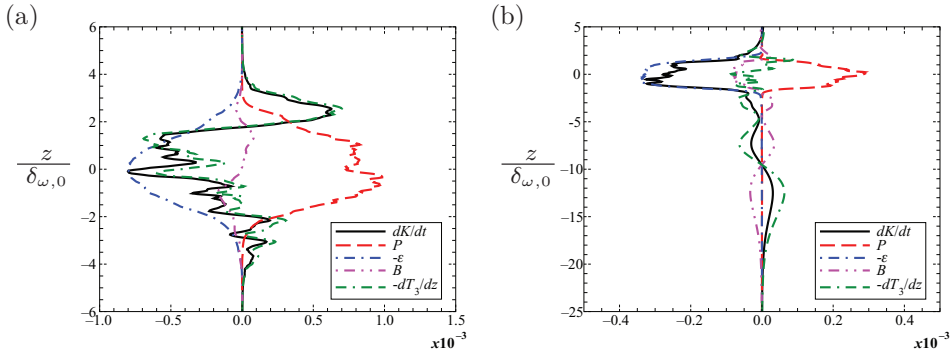 (a)
6
4
2
0
−2
−4
−6
z
δω,0
−1.0 −0.5 0.0 0.5 1.0 1.5
x10⁻³
dK/dt
P
-ε
B
-dT₃/dz
(b)
5
0
−5
−10
−15
−20
−25
z
δω,0
−0.4 −0.2 0.0 0.2 0.4
x10⁻³
dK/dt
P
-ε
B
-dT₃/dz